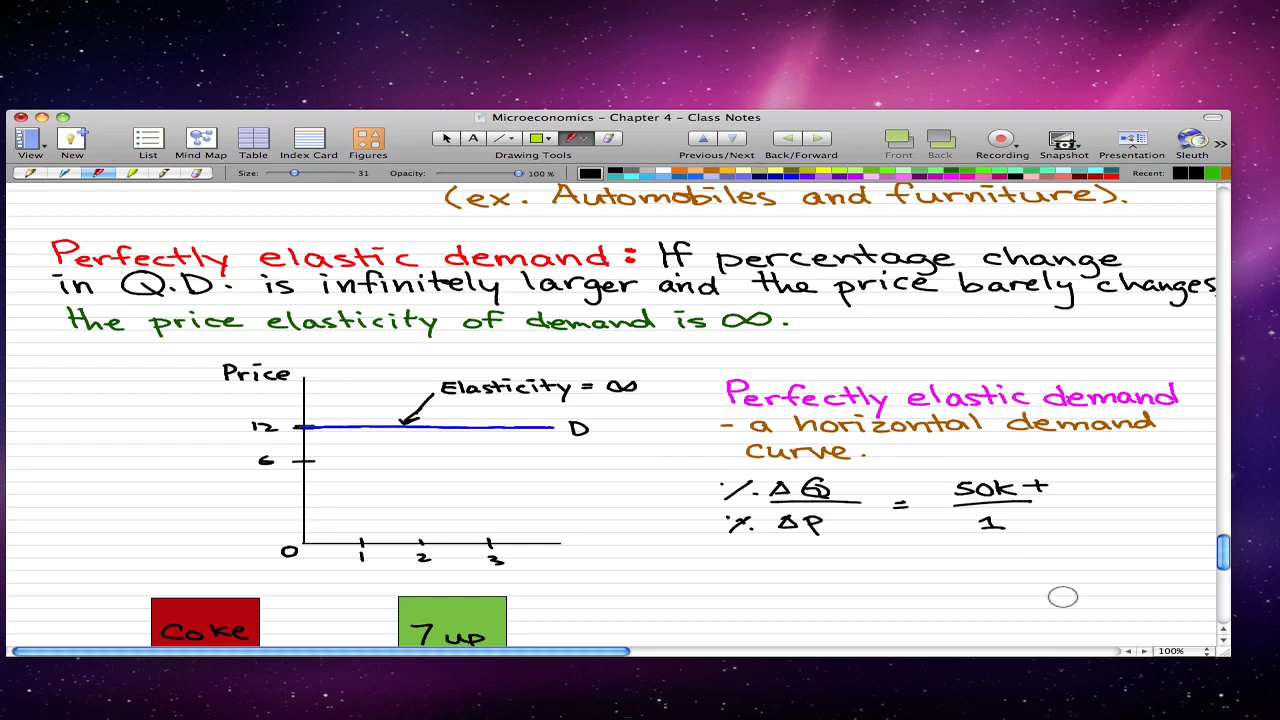 Microeconomics - Chapter 4 - Class Notes
View New List Mind Map Table Index Card Figures Drawing Tools Previous/Next Back/Forward Front Back Recording Snapshot Presentation Sleuth
Size: 31 Opacity: 100 % Recent:
(ex. Automobiles and furniture).
Perfectly elastic demand: If percentage change
in Q.D. is infinitely larger and the price barely changes,
the price elasticity of demand is ∞.
Price
Elasticity = ∞
12
D
6
0
1 2 3
Perfectly elastic demand
- a horizontal demand
curve.
% Δ Q = 50k +
% Δ P 1
Coke 7 up
100%